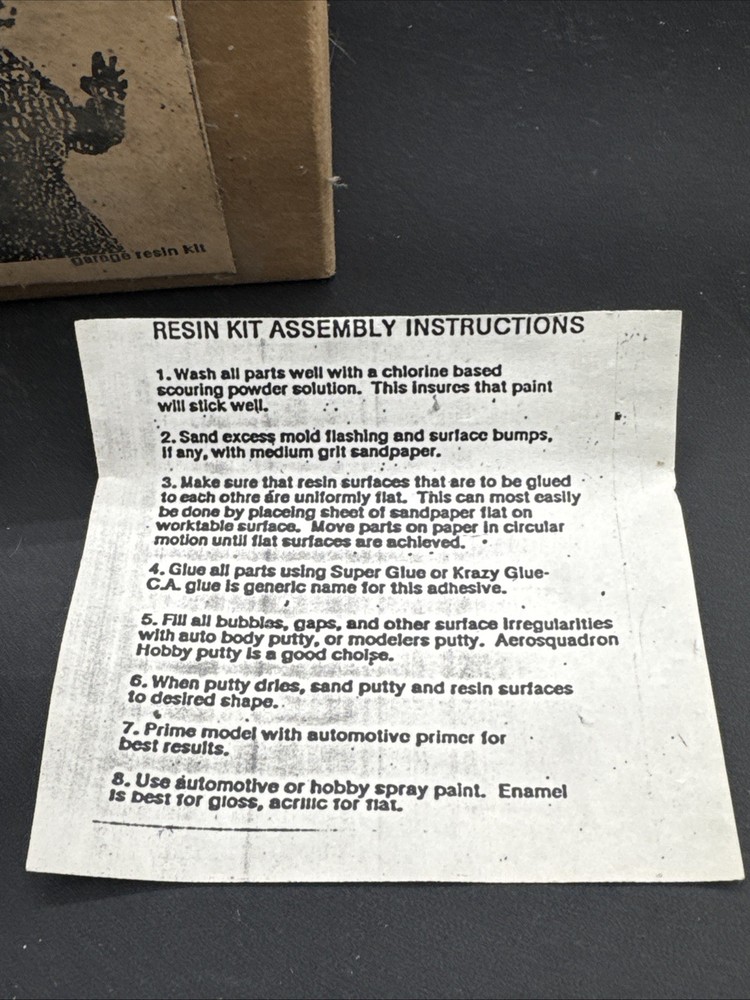 garage resin kit
RESIN KIT ASSEMBLY INSTRUCTIONS
1. Wash all parts well with a chlorine based
scouring powder solution. This insures that paint
will stick well.
2. Sand excess mold flashing and surface bumps,
if any, with medium grit sandpaper.
3. Make sure that resin surfaces that are to be glued
to each othre are uniformly flat. This can most easily
be done by placeing sheet of sandpaper flat on
worktable surface. Move parts on paper in circular
motion until flat surfaces are achieved.
4. Glue all parts using Super Glue or Krazy Glue-
C.A. glue is generic name for this adhesive.
5. Fill all bubbles, gaps, and other surface irregularities
with auto body putty, or modelers putty. Aerosquadron
Hobby putty is a good choise.
6. When putty dries, sand putty and resin surfaces
to desired shape.
7. Prime model with automotive primer for
best results.
8. Use automotive or hobby spray paint. Enamel
is best for gloss, acrilic for flat.